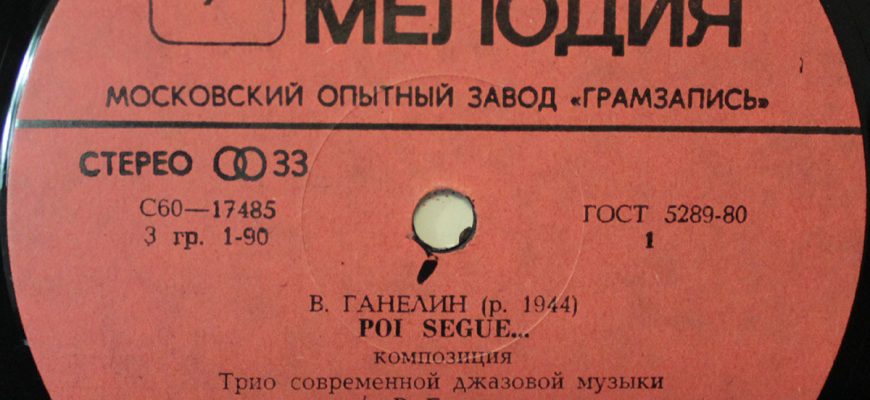 МЕЛОДИЯ
МОСКОВСКИЙ ОПЫТНЫЙ ЗАВОД «ГРАМЗАПИСЬ»
СТЕРЕО 33
С60—17485
3 гр. 1-90
ГОСТ 5289-80
1
В. ГАНЕЛИН (р. 1944)
POI SEGUE...
композиция
Трио современной джазовой музыки